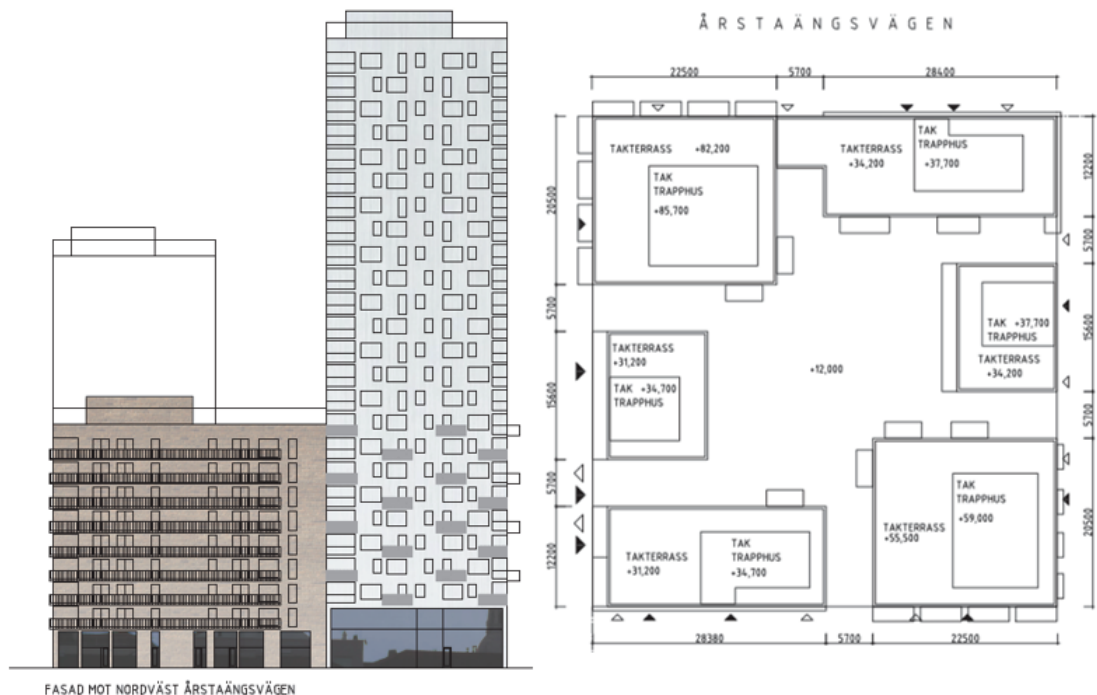 ÅRSTAÄNGSVÄGEN
22500 5700 28400
TAKTERRASS +82,200
TAK
TRAPPHUS
+85,700
TAKTERRASS
+34,200
TAK
TRAPPHUS
+37,700
20500
5700
15600
5700
12200
12200
5700
15600
5700
20500
TAKTERRASS
+31,200
TAK +34,700
TRAPPHUS
+12,000
TAK +37,700
TRAPPHUS
TAKTERRASS
+34,200
TAKTERRASS
+31,200
TAK
TRAPPHUS
+34,700
TAK
TRAPPHUS
+59,000
TAKTERRASS
+55,500
28380 5700 22500
FASAD MOT NORDVÄST ÅRSTAÄNGSVÄGEN